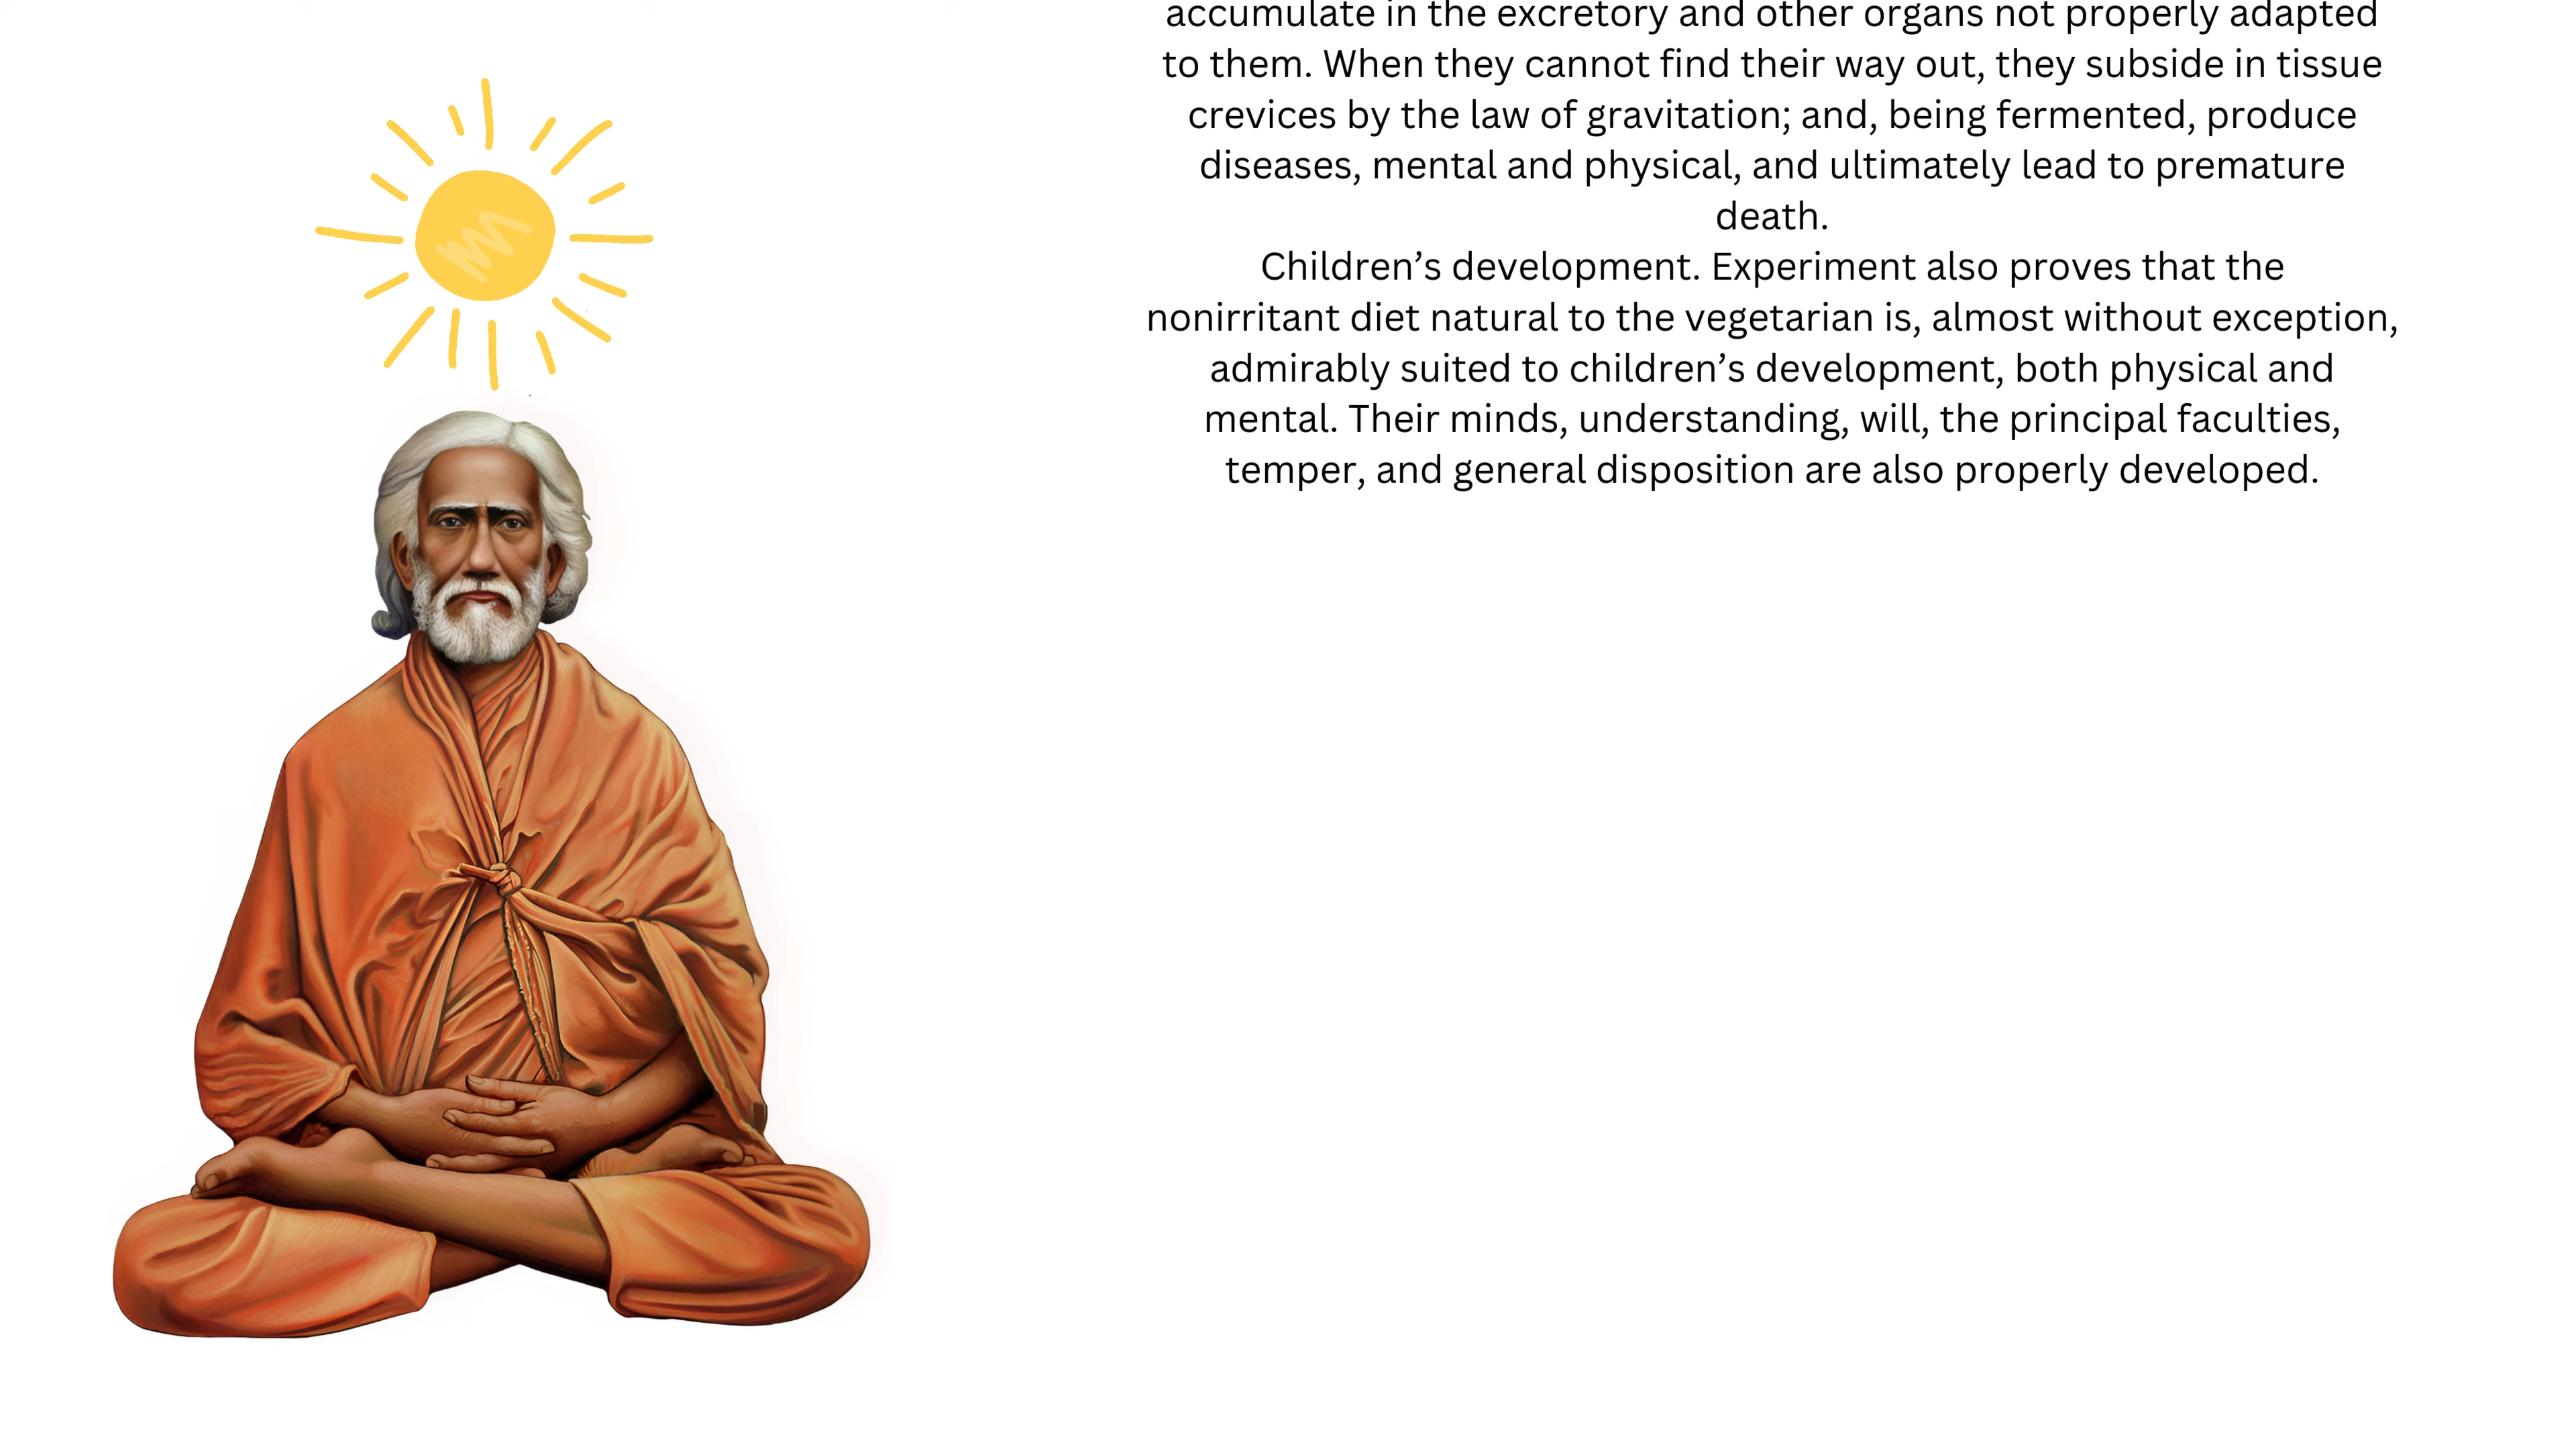 accumulate in the excretory and other organs not properly adapted
to them. When they cannot find their way out, they subside in tissue
crevices by the law of gravitation; and, being fermented, produce
diseases, mental and physical, and ultimately lead to premature
death.
Children’s development. Experiment also proves that the
nonirritant diet natural to the vegetarian is, almost without exception,
admirably suited to children’s development, both physical and
mental. Their minds, understanding, will, the principal faculties,
temper, and general disposition are also properly developed.